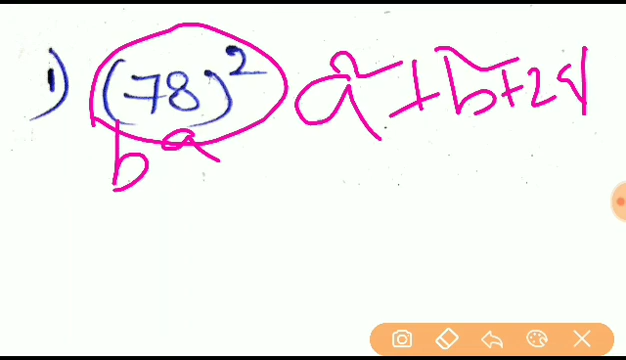 1) (78)² a² + b² + 2a
b a